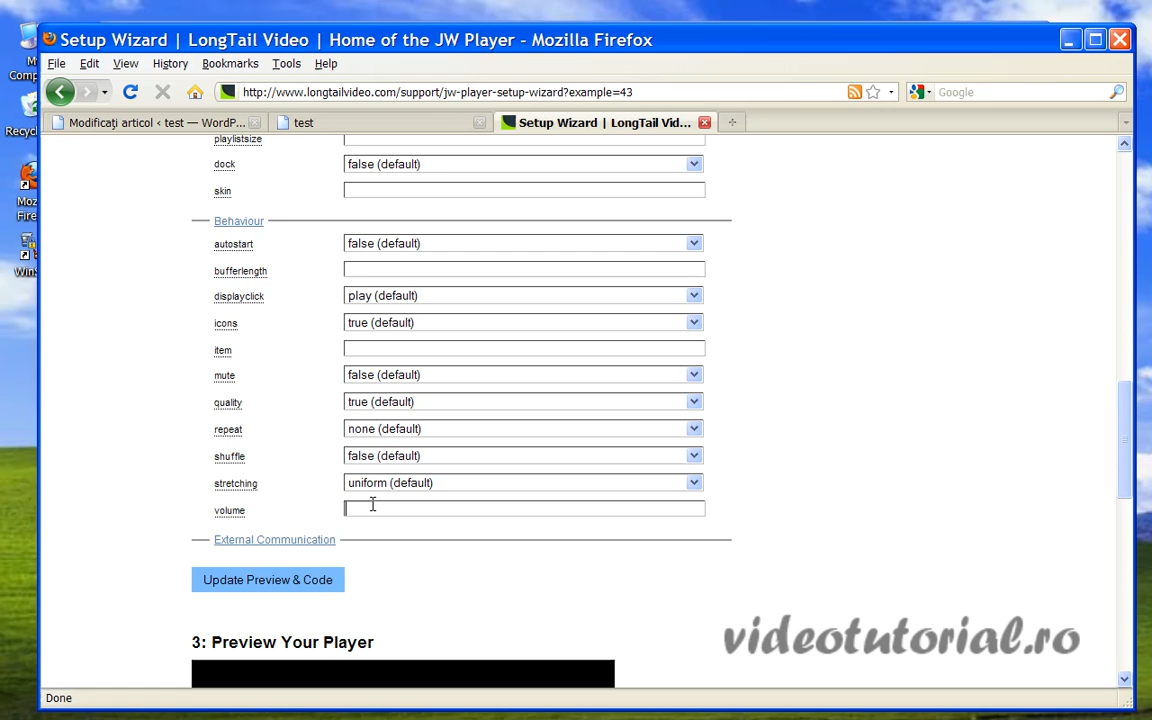 Setup Wizard | LongTail Video | Home of the JW Player - Mozilla Firefox
File Edit View History Bookmarks Tools Help
http://www.longtailvideo.com/support/jw-player-setup-wizard?example=43
Google
Modificaţi articol ‹ test — WordP...
test
Setup Wizard | LongTail Vid...
playlistsize
dock false (default)
skin
Behaviour
autostart false (default)
bufferlength
displayclick play (default)
icons true (default)
item
mute false (default)
quality true (default)
repeat none (default)
shuffle false (default)
stretching uniform (default)
volume
External Communication
Update Preview & Code
3: Preview Your Player
videotutorial.ro
Done